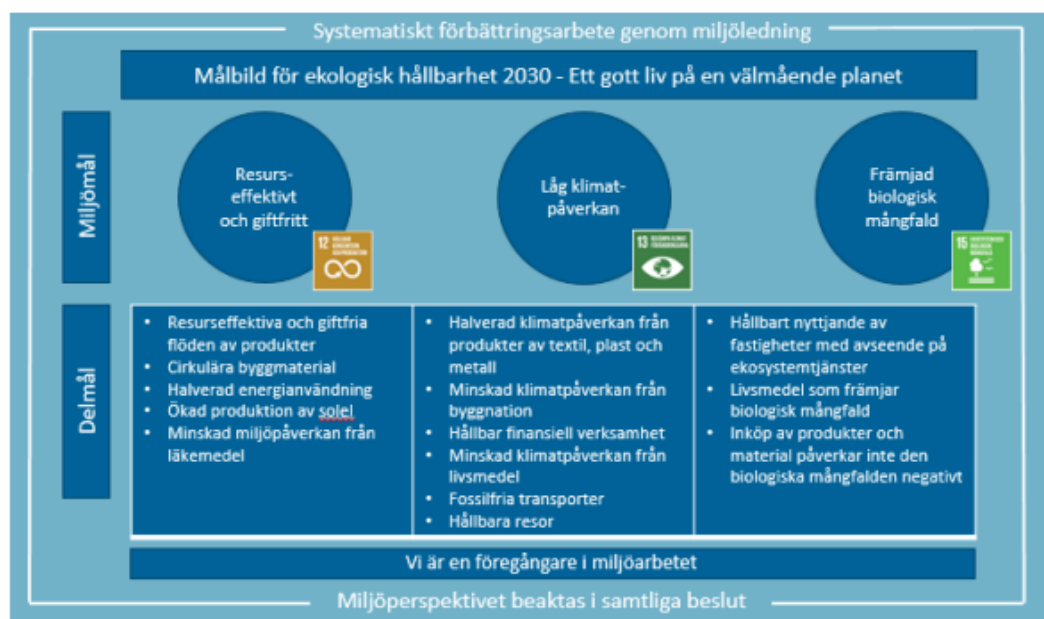 Systematiskt förbättringsarbete genom miljöledning
Målbild för ekologisk hållbarhet 2030 - Ett gott liv på en välmående planet
Miljömål
Resurs-
effektivt
och giftfritt
12
Låg klimat-
påverkan
13
Främjad
biologisk
mångfald
15
Delmål
• Resurseffektiva och giftfria
flöden av produkter
• Cirkulära byggmaterial
• Halverad energianvändning
• Ökad produktion av solel
• Minskad miljöpåverkan från
läkemedel
• Halverad klimatpåverkan från
produkter av textil, plast och
metall
• Minskad klimatpåverkan från
byggnation
• Hållbar finansiell verksamhet
• Minskad klimatpåverkan från
livsmedel
• Fossilfria transporter
• Hållbara resor
• Hållbart nyttjande av
fastigheter med avseende på
ekosystemtjänster
• Livsmedel som främjar
biologisk mångfald
• Inköp av produkter och
material påverkar inte den
biologiska mångfalden negativt
Vi är en föregångare i miljöarbetet
Miljöperspektivet beaktas i samtliga beslut